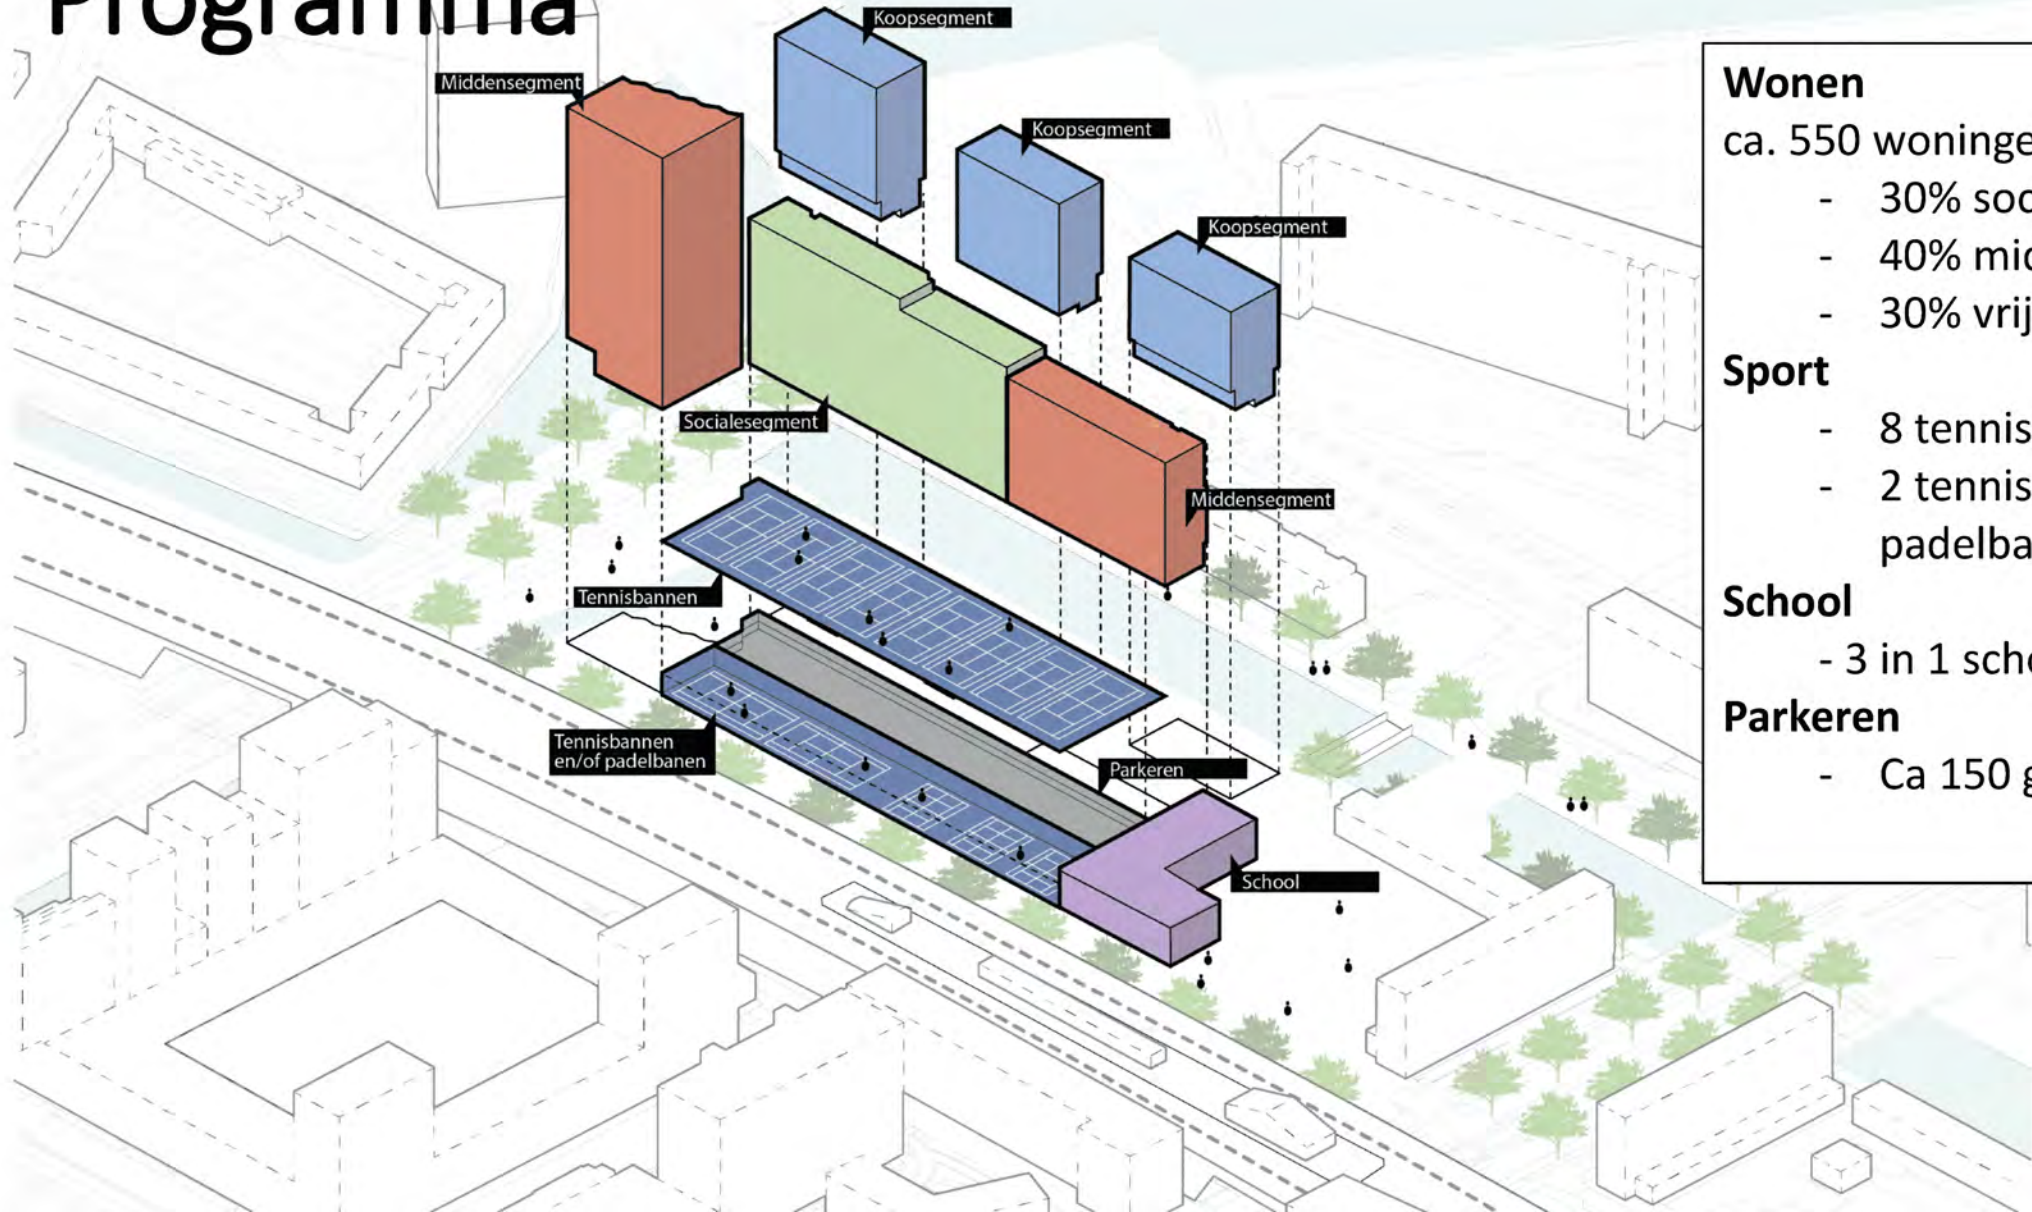 Programma
Koopsegment
Middensegment
Koopsegment
Koopsegment
Socialesegment
Middensegment
Tennisbannen
Tennisbannen
en/of padelbanen
Parkeren
School
Wonen
ca. 550 woninge
- 30% soc
- 40% mid
- 30% vrij
Sport
- 8 tennis
- 2 tennis
padelba
School
- 3 in 1 scho
Parkeren
- Ca 150 g